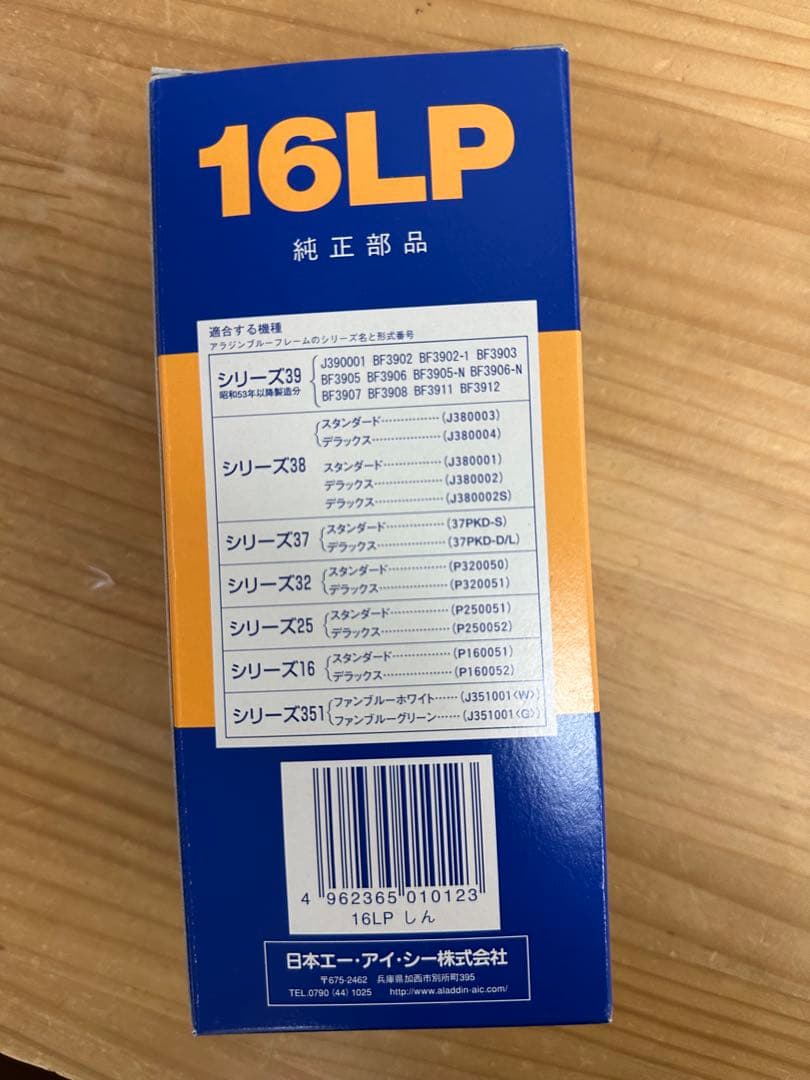 16LP
純正部品
適合する機種
アラジンブルーフレームのシリーズ名と形式番号
シリーズ39
昭和53年以降製造分
J390001 BF3902 BF3902-1 BF3903
BF3905 BF3906 BF3905-N BF3906-N
BF3907 BF3908 BF3911 BF3912
シリーズ38
スタンダード……………(J380003)
デラックス………………(J380004)
スタンダード……………(J380001)
デラックス………………(J380002)
デラックス………………(J380002S)
シリーズ37
スタンダード……………(37PKD-S)
デラックス………………(37PKD-D/L)
シリーズ32
スタンダード……………(P320050)
デラックス………………(P320051)
シリーズ25
スタンダード……………(P250051)
デラックス………………(P250052)
シリーズ16
スタンダード……………(P160051)
デラックス………………(P160052)
シリーズ351
ファンブルーホワイト……(J351001〈W〉)
ファンブルーグリーン……(J351001〈G〉)
4 962365 010123
16LP しん
日本エー・アイ・シー株式会社
〒675-2462 兵庫県加西市別所町395
TEL.0790 (44) 1025 http://www.aladdin-aic.com/